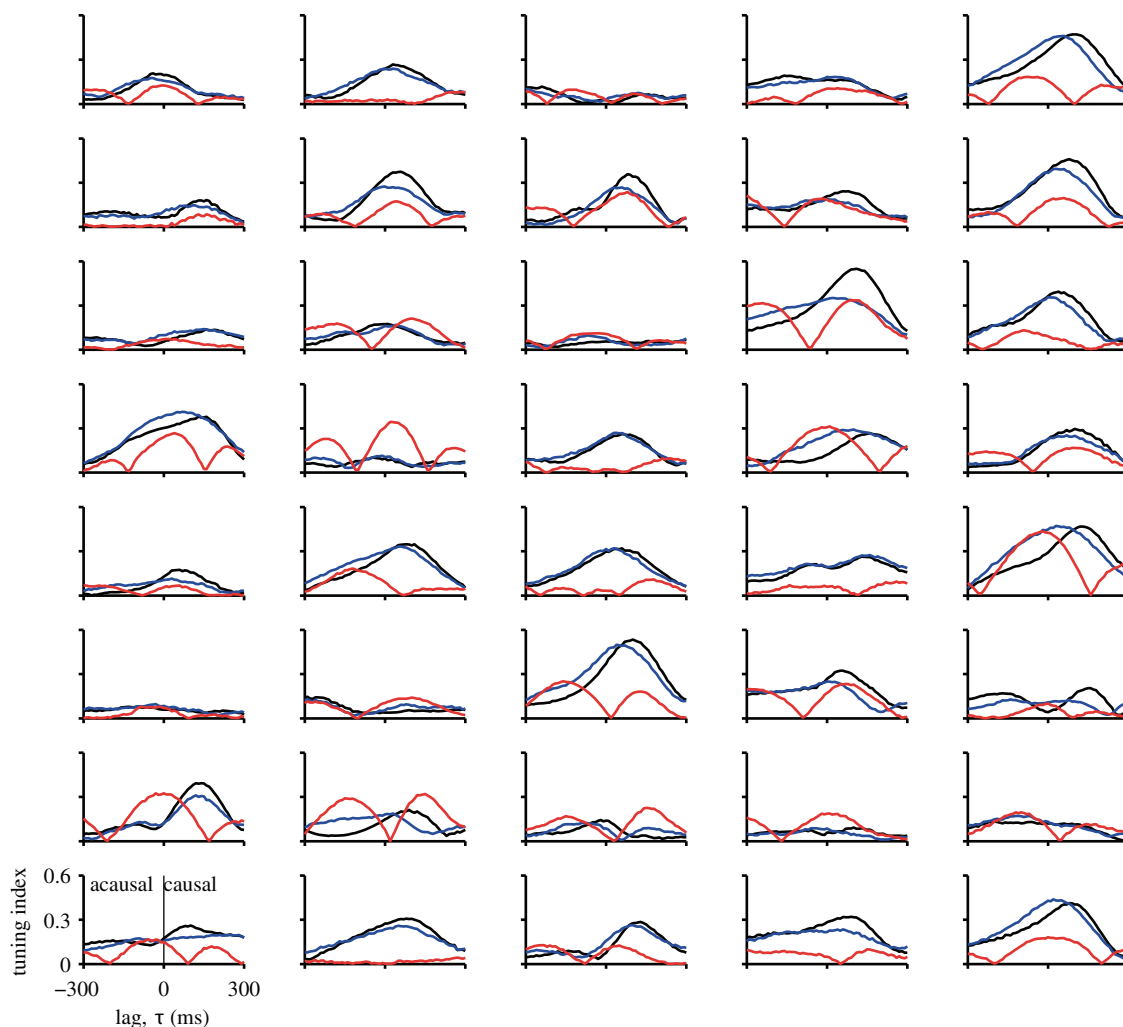 0.6
acausal causal
tuning index
0.3
0
−300 0 300
lag, τ (ms)